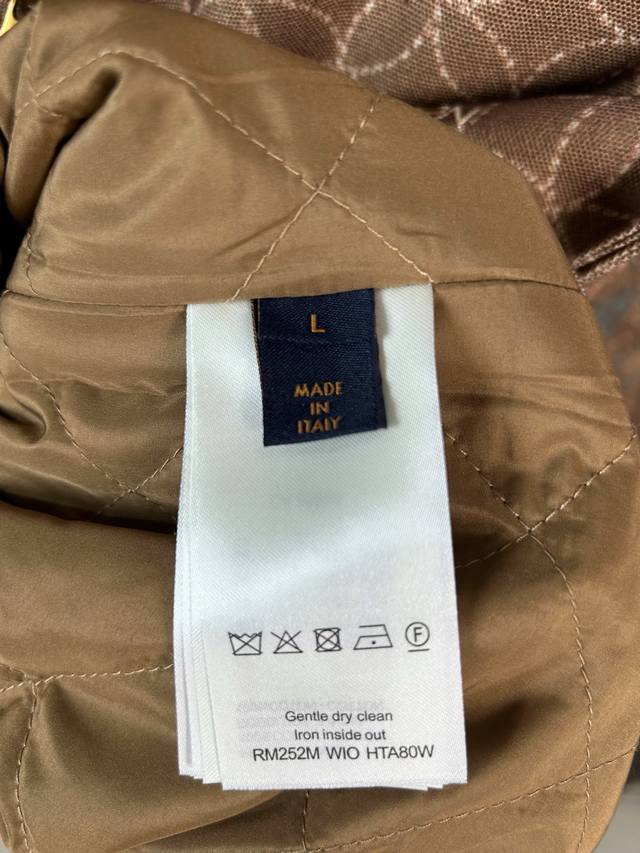 L
MADE
IN
ITALY
F
Gentle dry clean
Iron inside out
RM252M WIO HTA80W